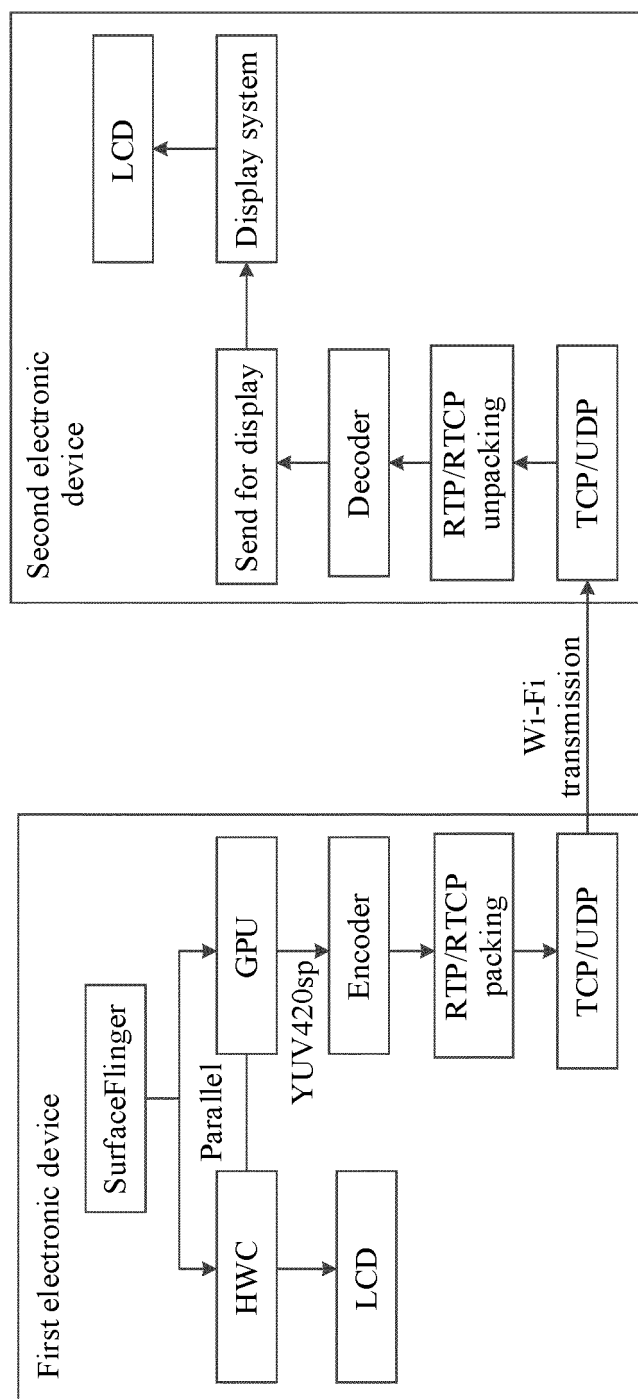 First electronic device
SurfaceFlinger
Parallel
HWC
GPU
YUV420sp
LCD
Encoder
RTP/RTCP
packing
TCP/UDP
Wi-Fi
transmission
Second electronic
device
LCD
Display system
Send for display
Decoder
RTP/RTCP
unpacking
TCP/UDP